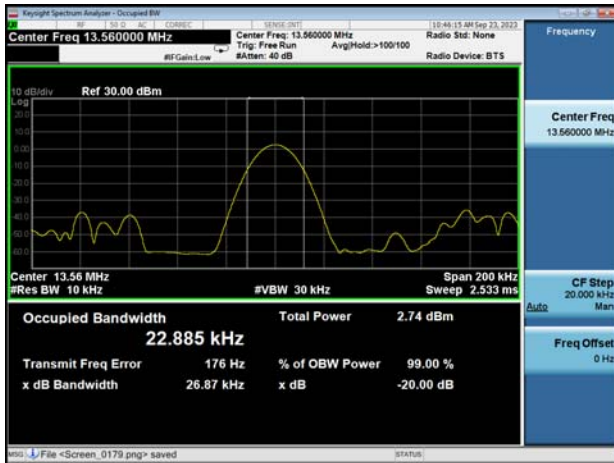 Keysight Spectrum Analyzer - Occupied BW
RF 50 Ω AC CORREC SENSE:INT 10:46:15 AM Sep 23, 2023
Center Freq 13.560000 MHz
Center Freq: 13.560000 MHz
Radio Std: None
Trig: Free Run Avg|Hold:>100/100
#IFGain:Low #Atten: 40 dB Radio Device: BTS
10 dB/div Ref 30.00 dBm
Log
20.0
10.0
0.00
10.0
20.0
30.0
40.0
50.0
60.0
Center 13.56 MHz Span 200 kHz
#Res BW 10 kHz #VBW 30 kHz Sweep 2.533 ms
Occupied Bandwidth Total Power 2.74 dBm
22.885 kHz
Transmit Freq Error 176 Hz % of OBW Power 99.00 %
x dB Bandwidth 26.87 kHz x dB -20.00 dB
MSG File <Screen_0179.png> saved STATUS
Frequency
Center Freq
13.560000 MHz
CF Step
20.000 kHz
Auto Man
Freq Offset
0 Hz